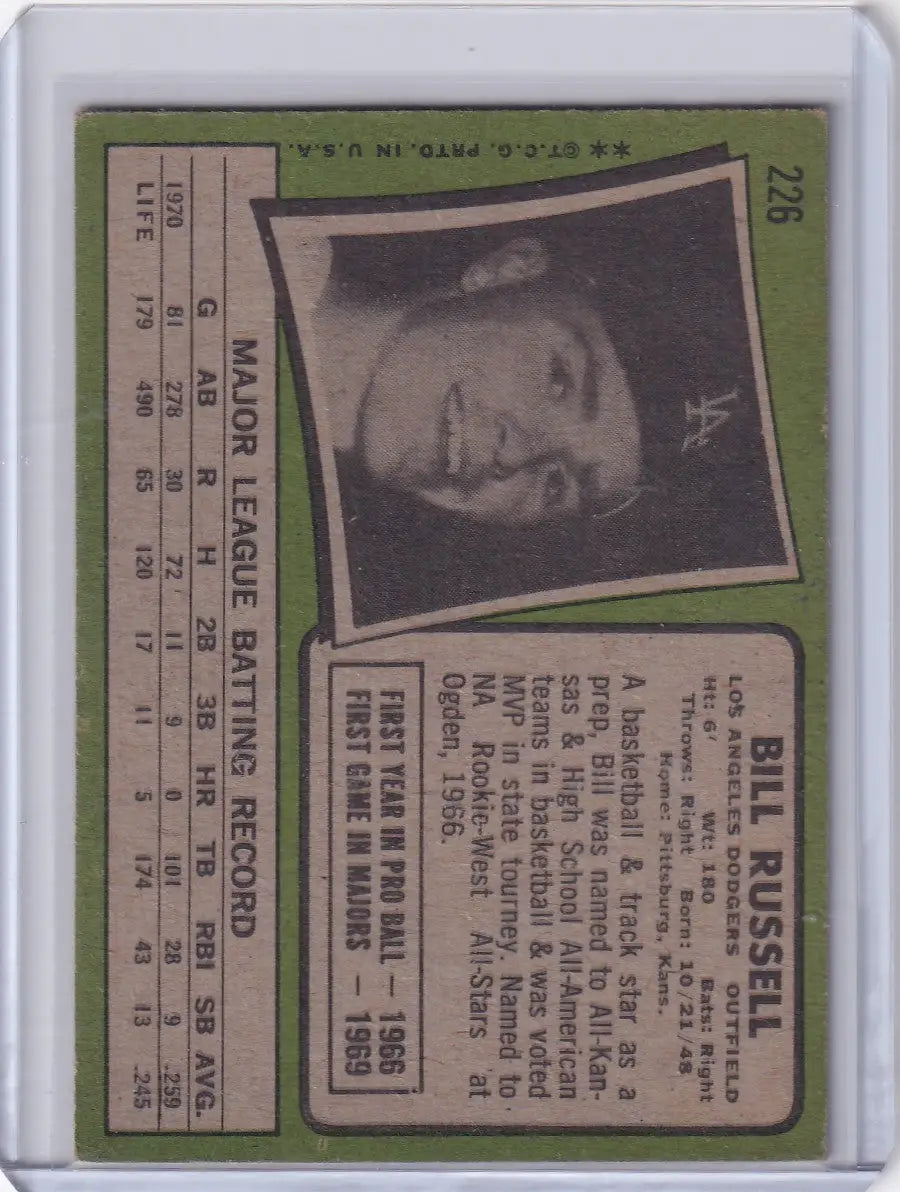 226
** ©T.C.G. PRTD. IN U.S.A.
LA
BILL RUSSELL
LOS ANGELES DODGERS OUTFIELD
Ht: 6' Wt: 180 Bats: Right
Throws: Right Born: 10/21/48
Home: Pittsburg, Kans.
A basketball & track star as a
prep, Bill was named to All-Kan-
sas & High School All-American
teams in basketball & was voted
MVP in state tourney. Named to
NA Rookie-West All-Stars at
Ogden, 1966.
FIRST YEAR IN PRO BALL — 1966
FIRST GAME IN MAJORS — 1969
MAJOR LEAGUE BATTING RECORD
G AB R H 2B 3B HR TB RBI SB AVG.
1970 81 278 30 72 11 9 0 101 28 9 .259
LIFE 179 490 65 120 17 11 5 174 43 13 .245